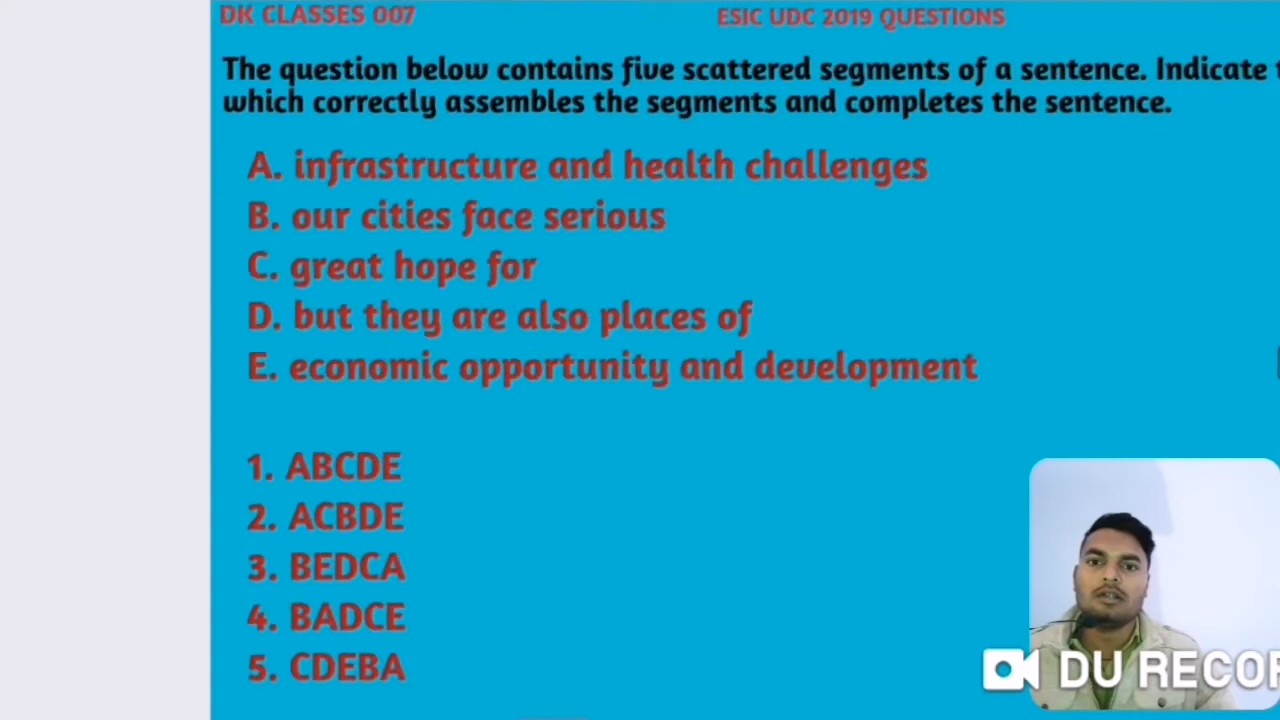 DK CLASSES 007
ESIC UDC 2019 QUESTIONS
The question below contains five scattered segments of a sentence. Indicate
which correctly assembles the segments and completes the sentence.
A. infrastructure and health challenges
B. our cities face serious
C. great hope for
D. but they are also places of
E. economic opportunity and development
1. ABCDE
2. ACBDE
3. BEDCA
4. BADCE
5. CDEBA
DU RECOR